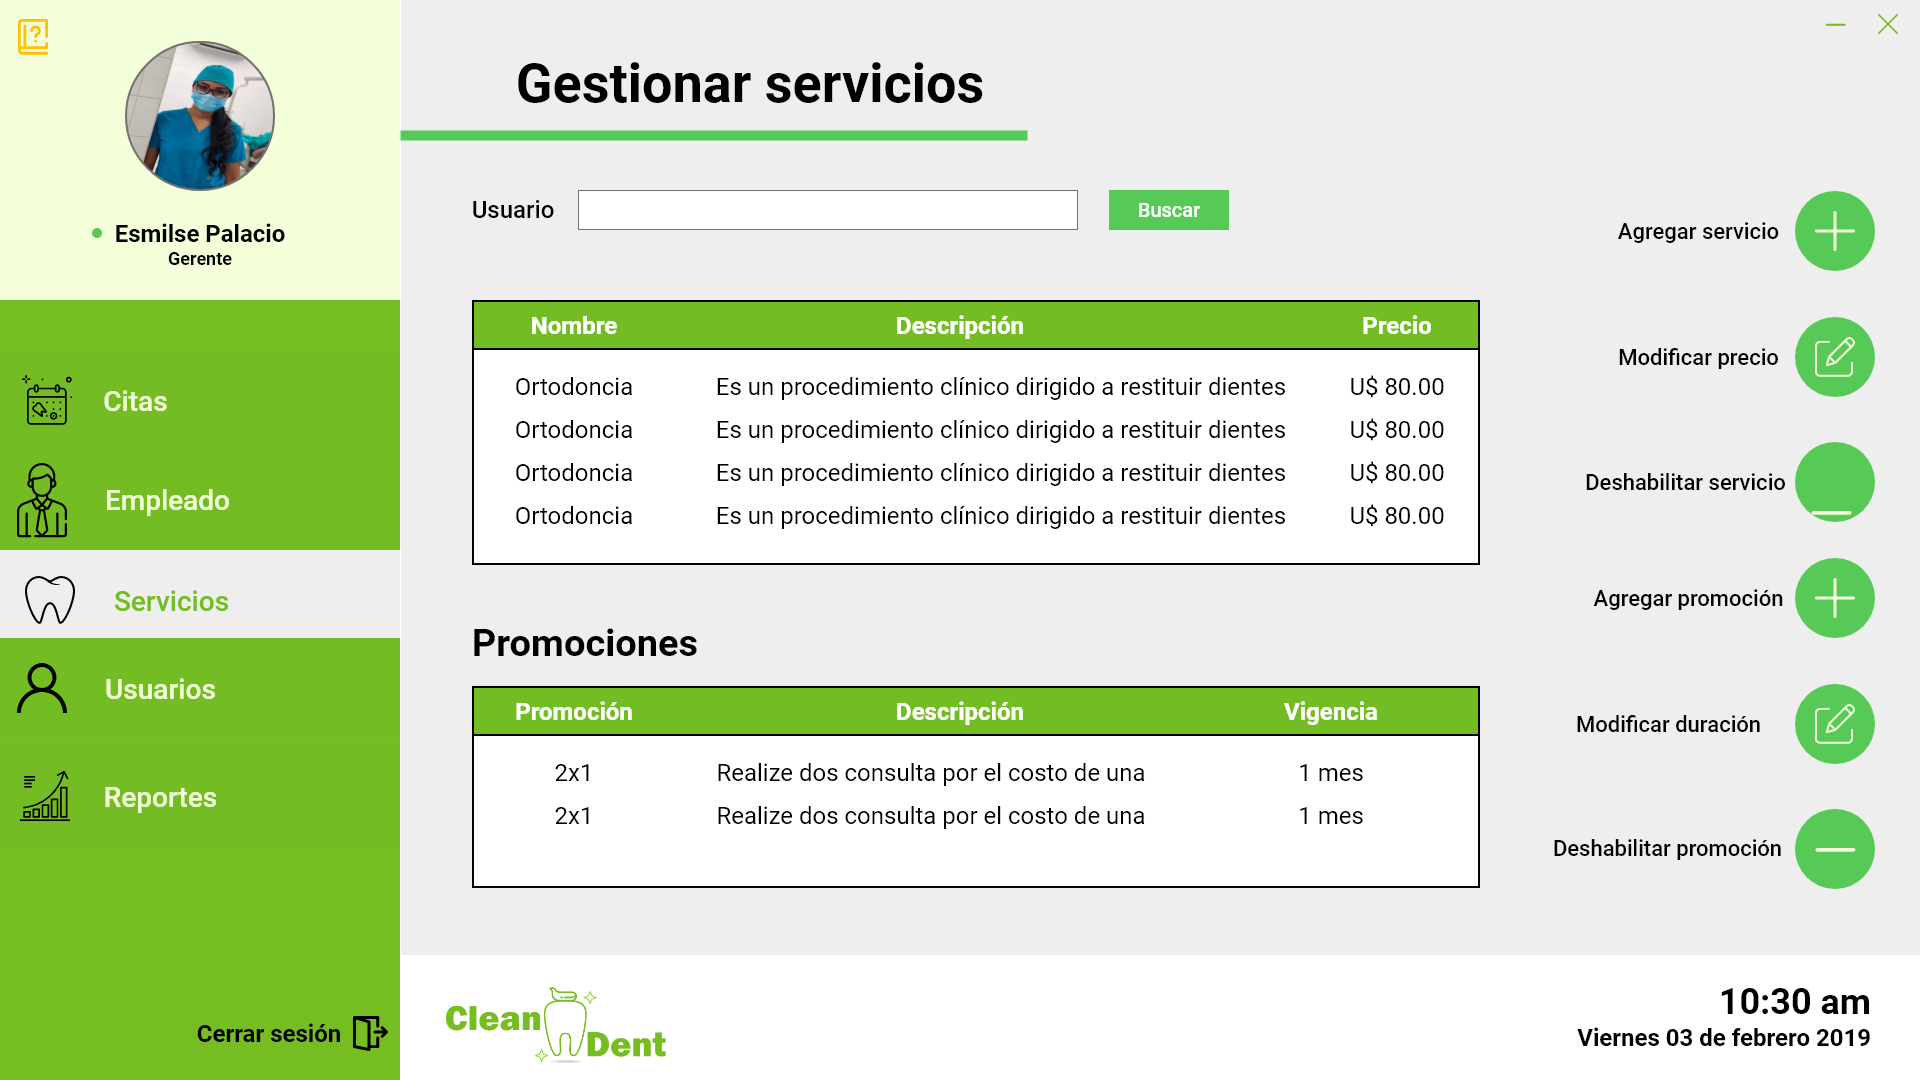 Esmilse Palacio
Gerente
Citas
Empleado
Servicios
Usuarios
Reportes
Cerrar sesión
Gestionar servicios
Usuario
Buscar
Nombre Descripción Precio
Ortodoncia Es un procedimiento clínico dirigido a restituir dientes U$ 80.00
Ortodoncia Es un procedimiento clínico dirigido a restituir dientes U$ 80.00
Ortodoncia Es un procedimiento clínico dirigido a restituir dientes U$ 80.00
Ortodoncia Es un procedimiento clínico dirigido a restituir dientes U$ 80.00
Promociones
Promoción Descripción Vigencia
2x1 Realize dos consulta por el costo de una 1 mes
2x1 Realize dos consulta por el costo de una 1 mes
Agregar servicio
Modificar precio
Deshabilitar servicio
Agregar promoción
Modificar duración
Deshabilitar promoción
Clean
Dent
10:30 am
Viernes 03 de febrero 2019